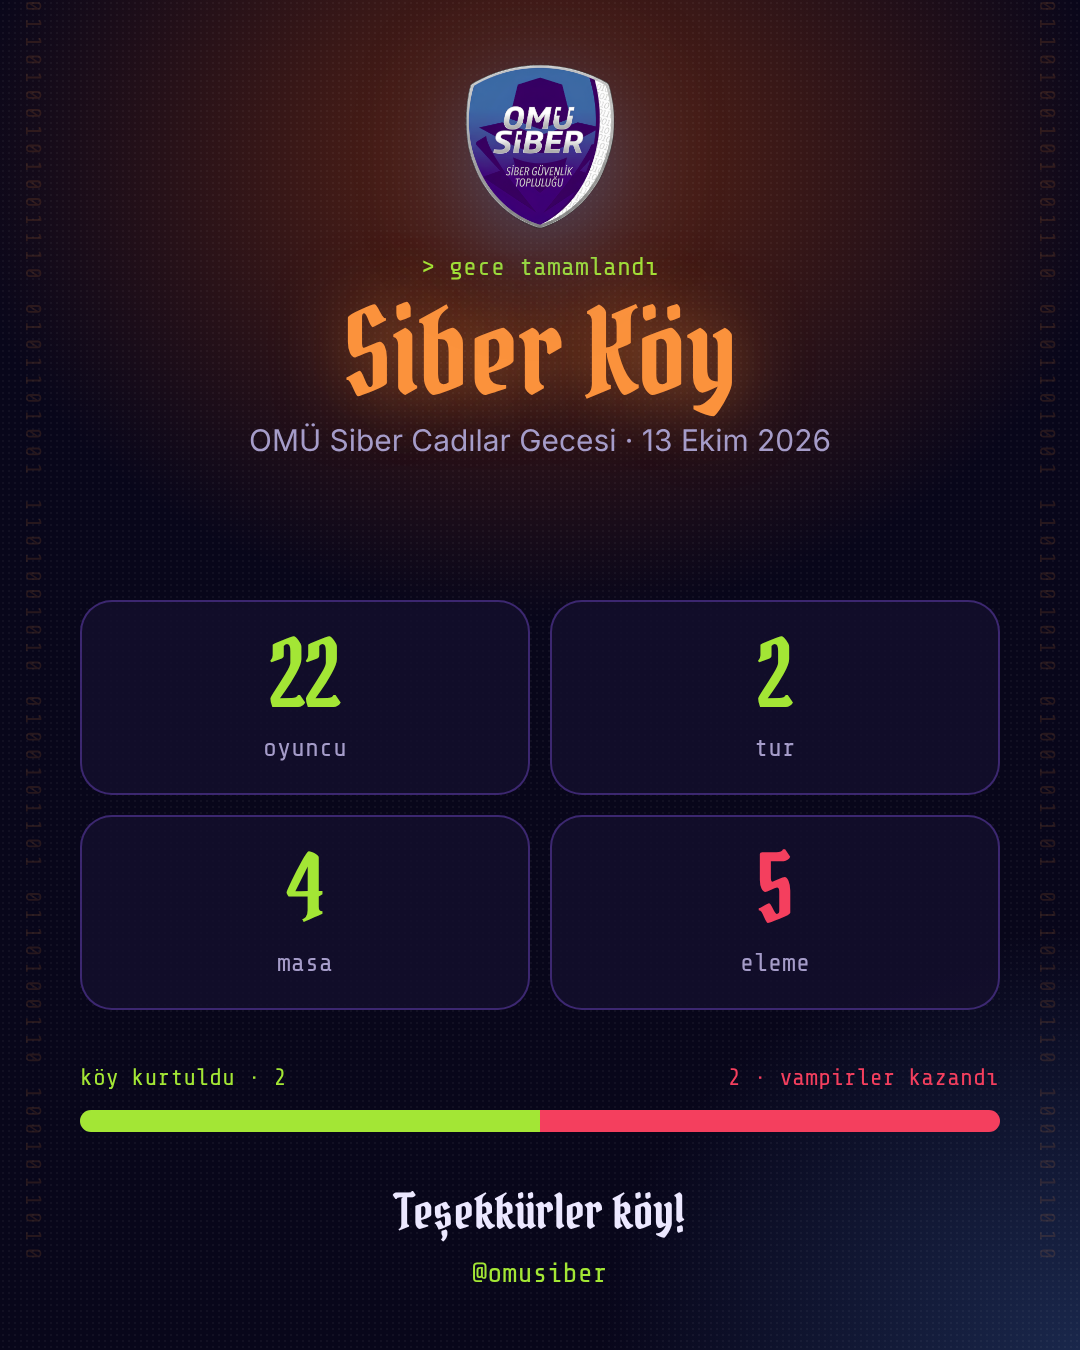 OMÜ
SİBER
SİBER GÜVENLİK
TOPLULUĞU
> gece tamamlandı
Siber Köy
OMÜ Siber Cadılar Gecesi · 13 Ekim 2026
22
oyuncu
2
tur
4
masa
5
eleme
köy kurtuldu · 2
2 · vampirler kazandı
Teşekkürler köy!
@omusiber